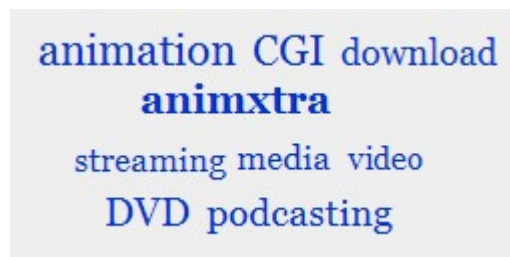 animation CGI download
animxtra
streaming media video
DVD podcasting